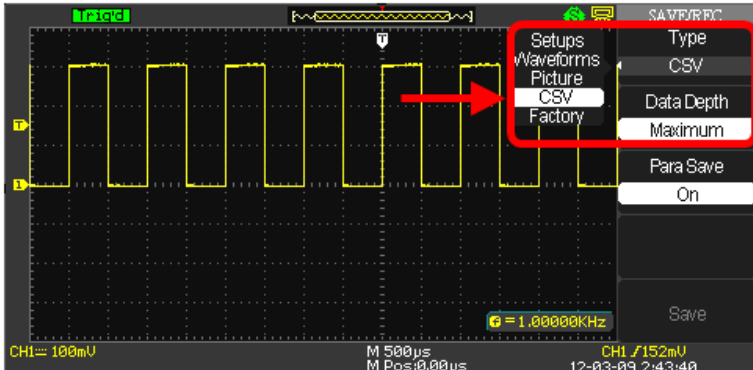 Trig'd
SAVE/REC
T
Setups
Waveforms
Picture
CSV
Factory
Type
CSV
Data Depth
Maximum
Para Save
On
Save
T
1
f = 1.00000KHz
CH1 100mV
M 500µs
CH1 152mV
M Pos:0.00µs
12-03-09 2:43:40